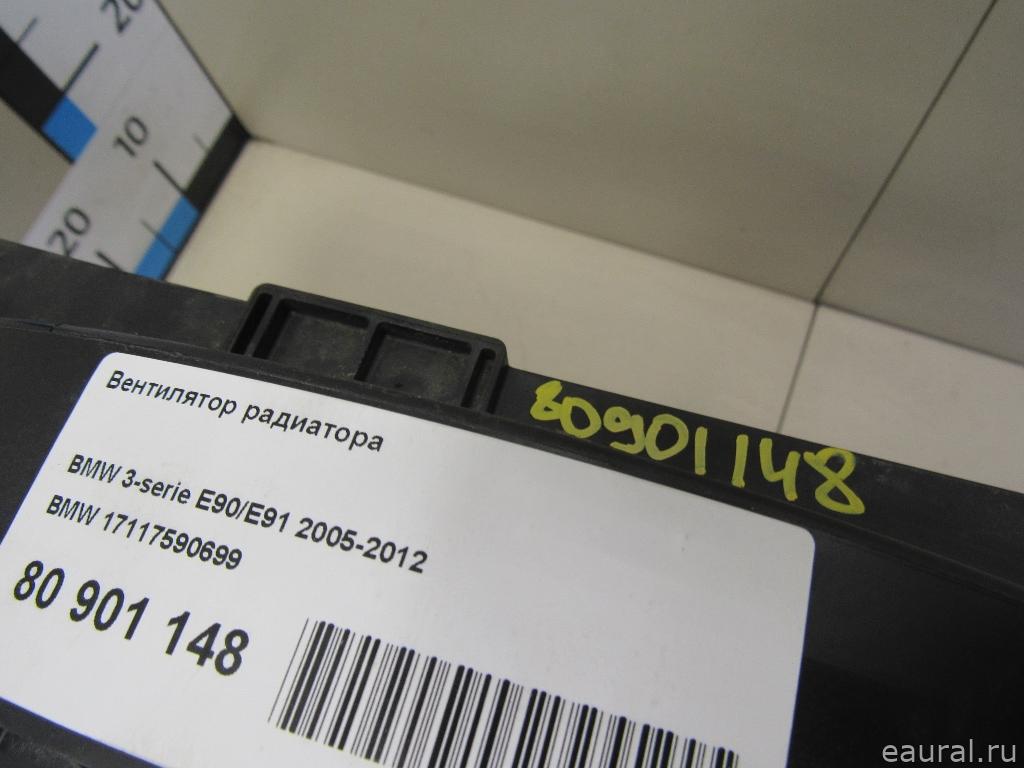 20
10
20
809011148
Вентилятор радиатора
BMW 3-serie E90/E91 2005-2012
BMW 17117590699
80 901 148
eaural.ru